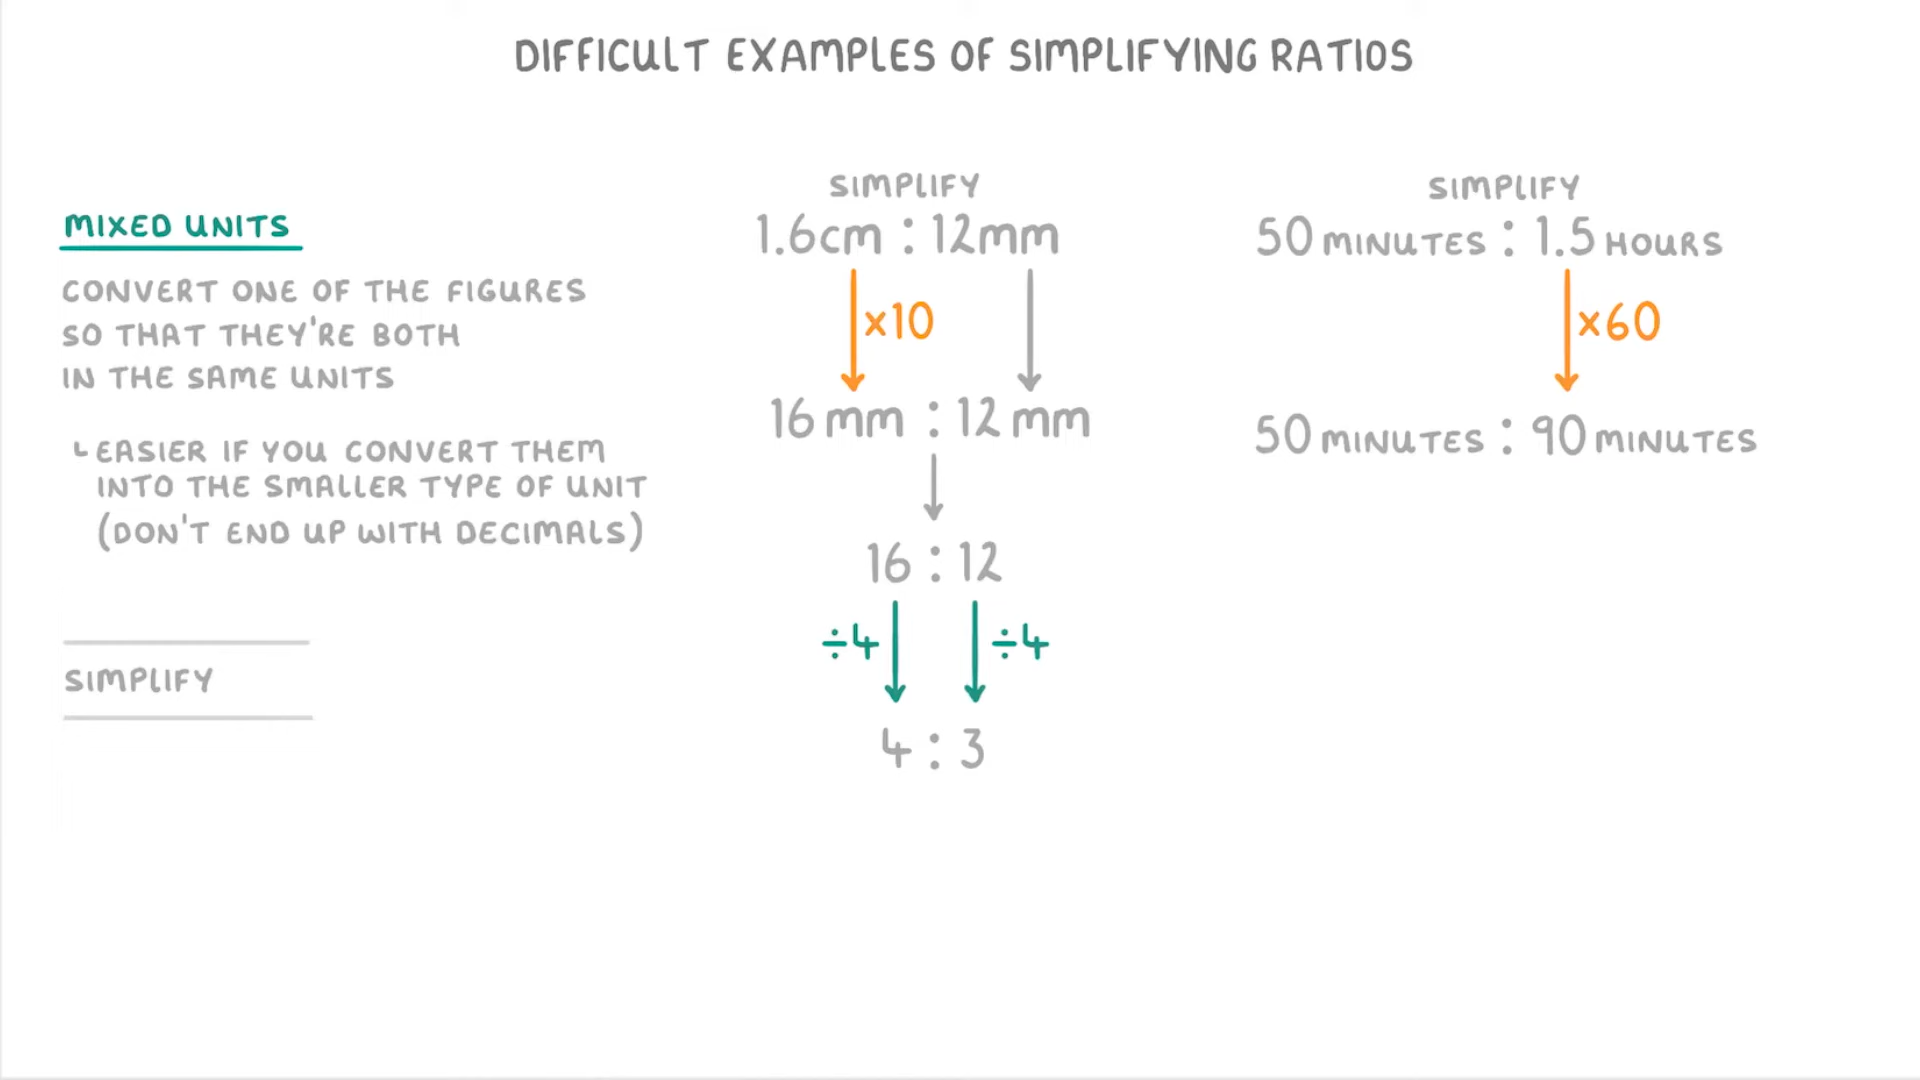 DIFFICULT EXAMPLES OF SIMPLIFYING RATIOS
MIXED UNITS
CONVERT ONE OF THE FIGURES
SO THAT THEY'RE BOTH
IN THE SAME UNITS
↳ EASIER IF YOU CONVERT THEM
INTO THE SMALLER TYPE OF UNIT
(DON'T END UP WITH DECIMALS)
SIMPLIFY
SIMPLIFY
1.6cm : 12mm
×10
16 mm : 12 mm
16 : 12
÷4 ÷4
4 : 3
SIMPLIFY
50 MINUTES : 1.5 HOURS
×60
50 MINUTES : 90 MINUTES